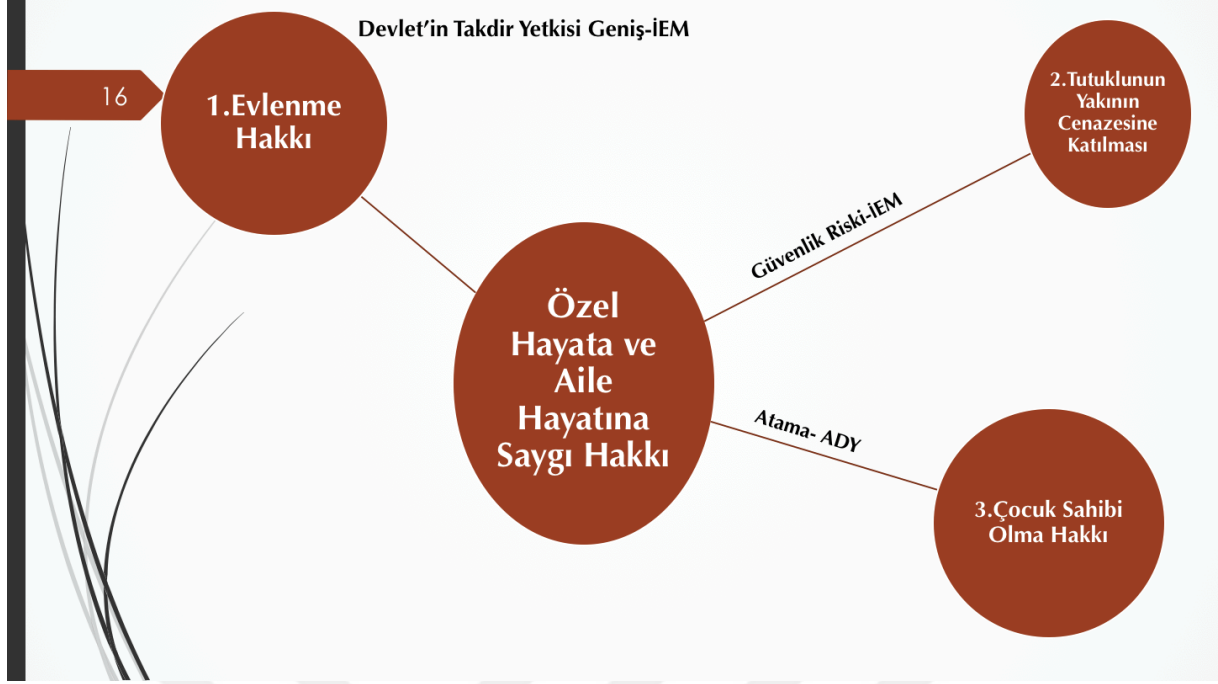 Devlet’in Takdir Yetkisi Geniş-İEM
16
1.Evlenme
Hakkı
2.Tutuklunun
Yakının
Cenazesine
Katılması
Güvenlik Riski-İEM
Özel
Hayata ve
Aile
Hayatına
Saygı Hakkı
Atama- ADY
3.Çocuk Sahibi
Olma Hakkı